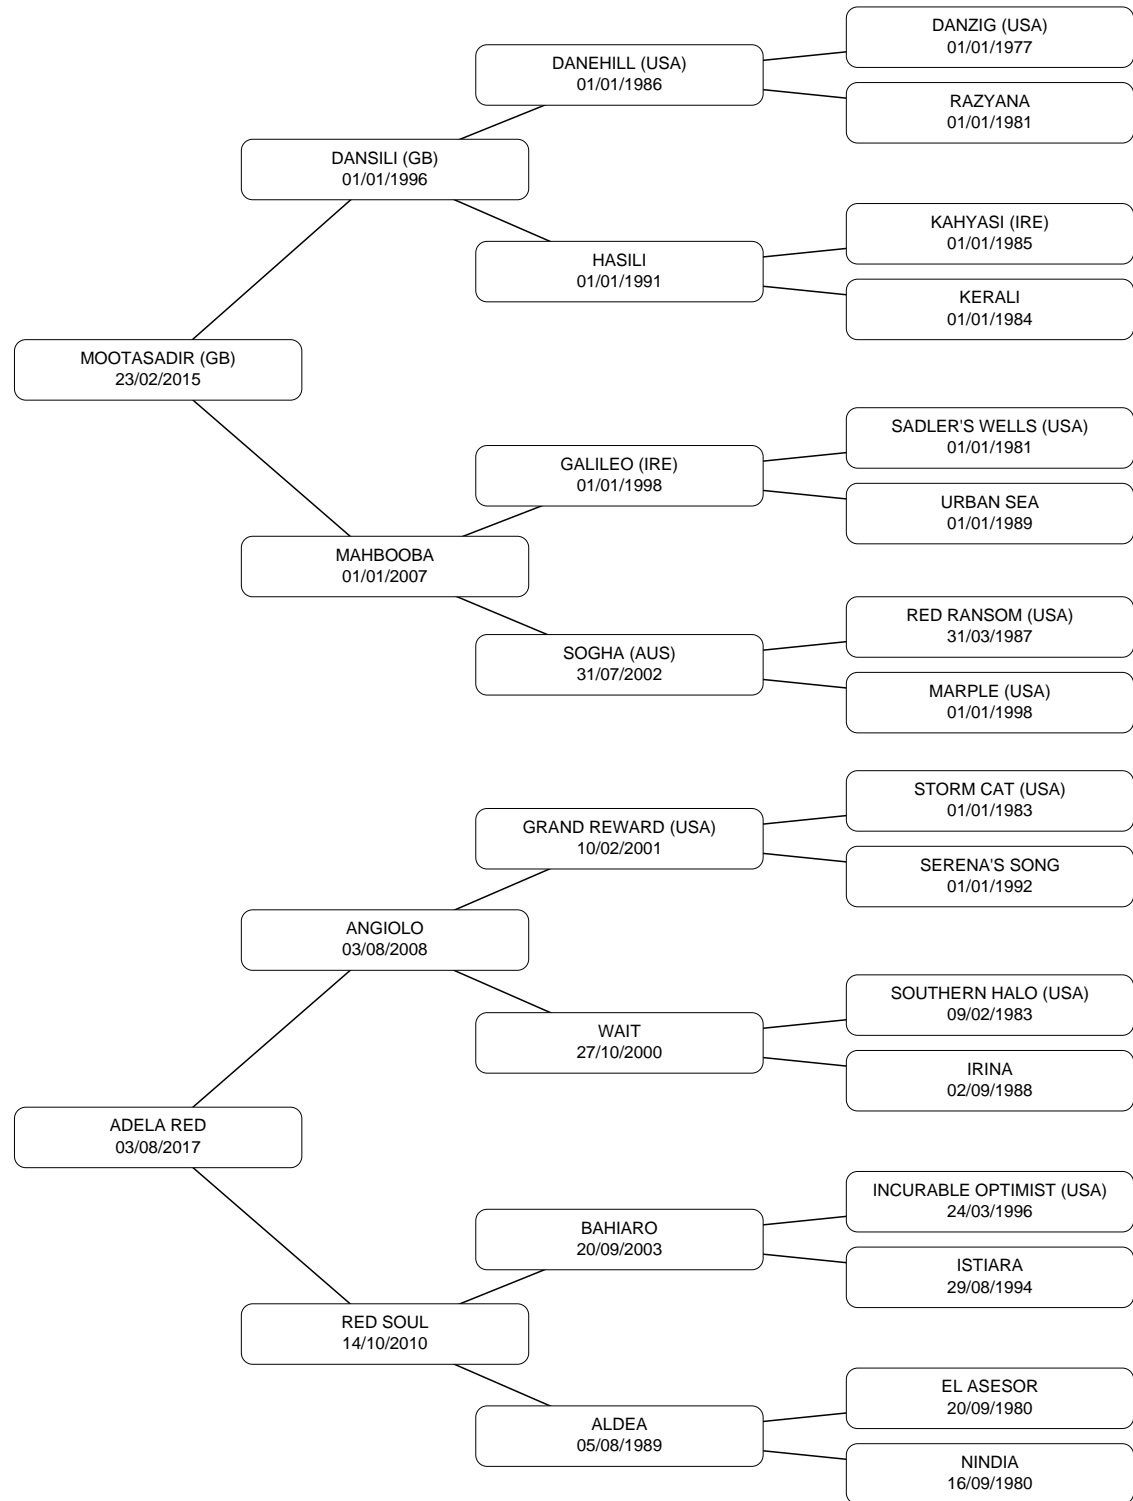 DANZIG (USA)
01/01/1977
DANEHILL (USA)
01/01/1986
RAZYANA
01/01/1981
DANSILI (GB)
01/01/1996
KAHYASI (IRE)
01/01/1985
HASILI
01/01/1991
KERALI
01/01/1984
MOOTASADIR (GB)
23/02/2015
SADLER'S WELLS (USA)
01/01/1981
GALILEO (IRE)
01/01/1998
URBAN SEA
01/01/1989
MAHBOOBA
01/01/2007
RED RANSOM (USA)
31/03/1987
SOGHA (AUS)
31/07/2002
MARPLE (USA)
01/01/1998
STORM CAT (USA)
01/01/1983
GRAND REWARD (USA)
10/02/2001
SERENA'S SONG
01/01/1992
ANGIOLO
03/08/2008
SOUTHERN HALO (USA)
09/02/1983
WAIT
27/10/2000
IRINA
02/09/1988
ADELA RED
03/08/2017
INCURABLE OPTIMIST (USA)
24/03/1996
BAHIARO
20/09/2003
ISTIARA
29/08/1994
RED SOUL
14/10/2010
EL ASESOR
20/09/1980
ALDEA
05/08/1989
NINDIA
16/09/1980